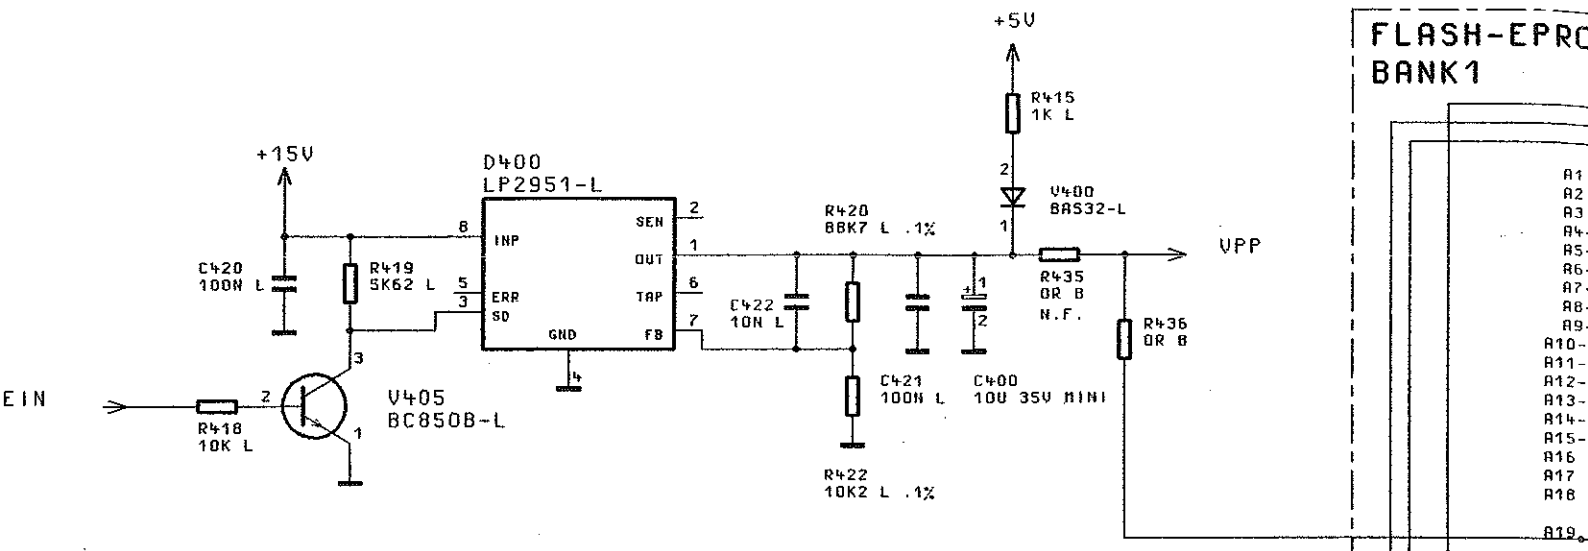 +5V
FLASH-EPRO
BANK1
R415
1K L
+15V
D400
LP2951-L
2
V400
BAS32-L
1
A1
A2
A3
A4-
A5-
A6-
A7-
A8-
A9-
A10-
A11-
A12-
A13-
A14-
A15-
A16
A17
A18
A19
8
INP
SEN
2
R420
88K7 L .1%
1
OUT
VPP
C420
100N L
R419
5K62 L
5
ERR
3
SD
TAP
6
C422
10N L
+
1
2
R435
0R B
N.F.
R436
0R B
GND
FB
7
4
3
C421
100N L
C400
10U 35V MINI
EIN
2
V405
BC850B-L
R418
10K L
1
R422
10K2 L .1%